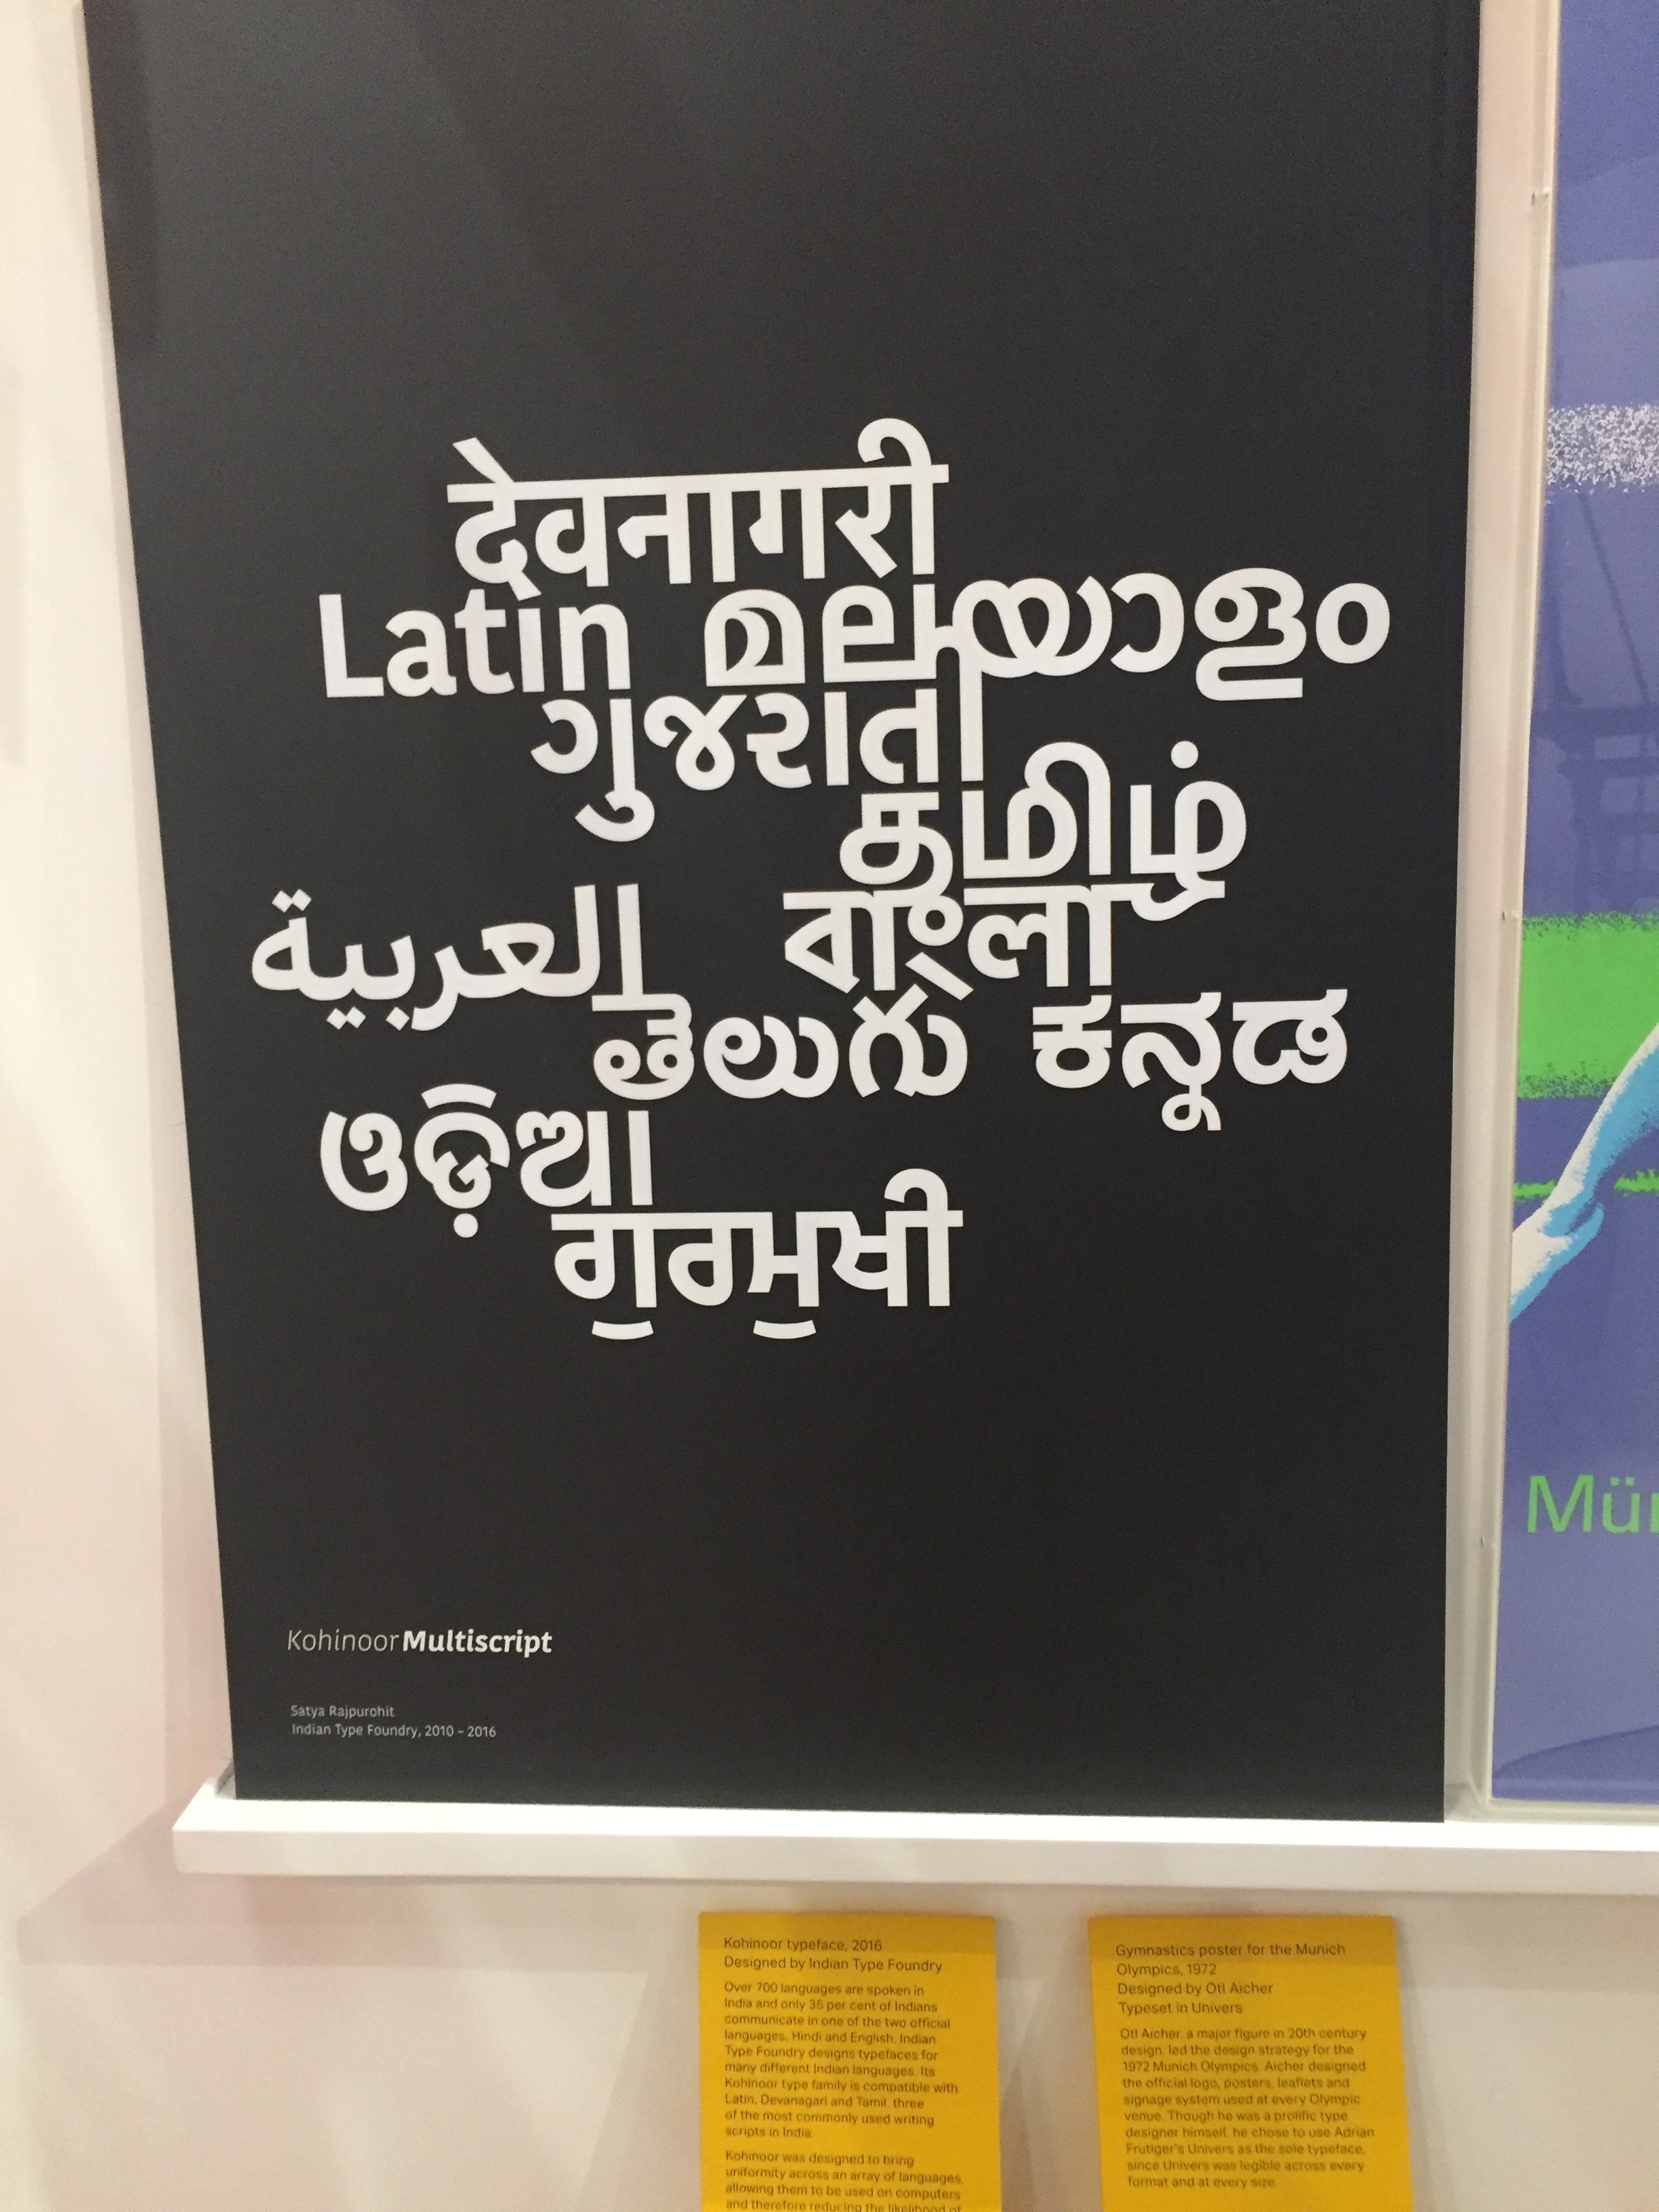 देवनागरी
Latin മലയാളം
ગુજરાતી
தமிழ்
العربية বাংলা
తెలుగు ಕನ್ನಡ
ଓଡ଼ିଆ
ਗੁਰਮੁਖੀ
Kohinoor Multiscript
Satya Rajpurohit
Indian Type Foundry, 2010 – 2016
Kohinoor typeface, 2016
Designed by Indian Type Foundry
Over 700 languages are spoken in
India and only 35 per cent of Indians
communicate in one of the two official
languages, Hindi and English. Indian
Type Foundry designs typefaces for
many different Indian languages. Its
Kohinoor type family is compatible with
Latin, Devanagari and Tamil, three
of the most commonly used writing
scripts in India.
Kohinoor was designed to bring
uniformity across an array of languages,
allowing them to be used on computers
and therefore reducing the likelihood of
Gymnastics poster for the Munich
Olympics, 1972
Designed by Otl Aicher
Typeset in Univers
Otl Aicher, a major figure in 20th century
design, led the design strategy for the
1972 Munich Olympics. Aicher designed
the official logo, posters, leaflets and
signage system used at every Olympic
venue. Though he was a prolific type
designer himself, he chose to use Adrian
Frutiger's Univers as the sole typeface,
since Univers was legible across every
format and at every size.